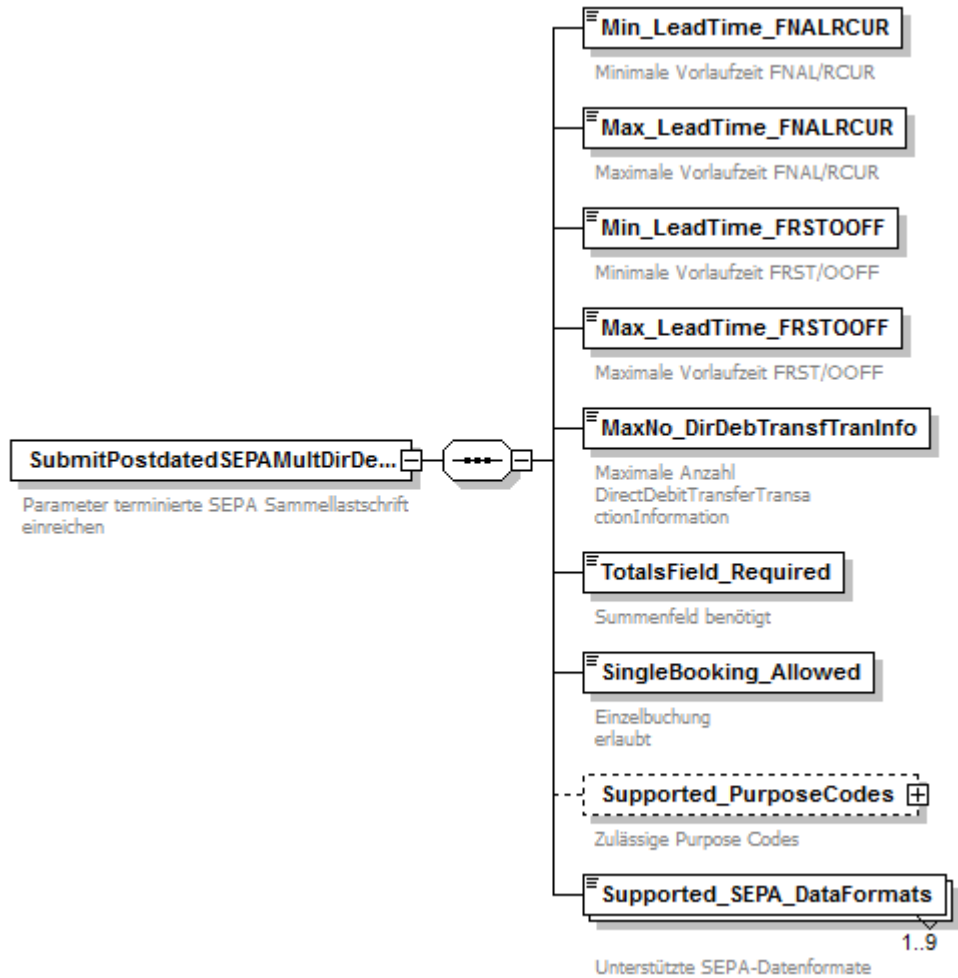 Min_LeadTime_FNALRCUR
Minimale Vorlaufzeit FNAL/RCUR
Max_LeadTime_FNALRCUR
Maximale Vorlaufzeit FNAL/RCUR
Min_LeadTime_FRSTOOFF
Minimale Vorlaufzeit FRST/OOFF
Max_LeadTime_FRSTOOFF
Maximale Vorlaufzeit FRST/OOFF
SubmitPostdatedSEPAMultDirDe...
Parameter terminierte SEPA Sammellastschrift
einreichen
MaxNo_DirDebTransfTranInfo
Maximale Anzahl
DirectDebitTransferTransa
ctionInformation
TotalsField_Required
Summenfeld benötigt
SingleBooking_Allowed
Einzelbuchung
erlaubt
Supported_PurposeCodes
Zulässige Purpose Codes
Supported_SEPA_DataFormats
1..9
Unterstützte SEPA-Datenformate